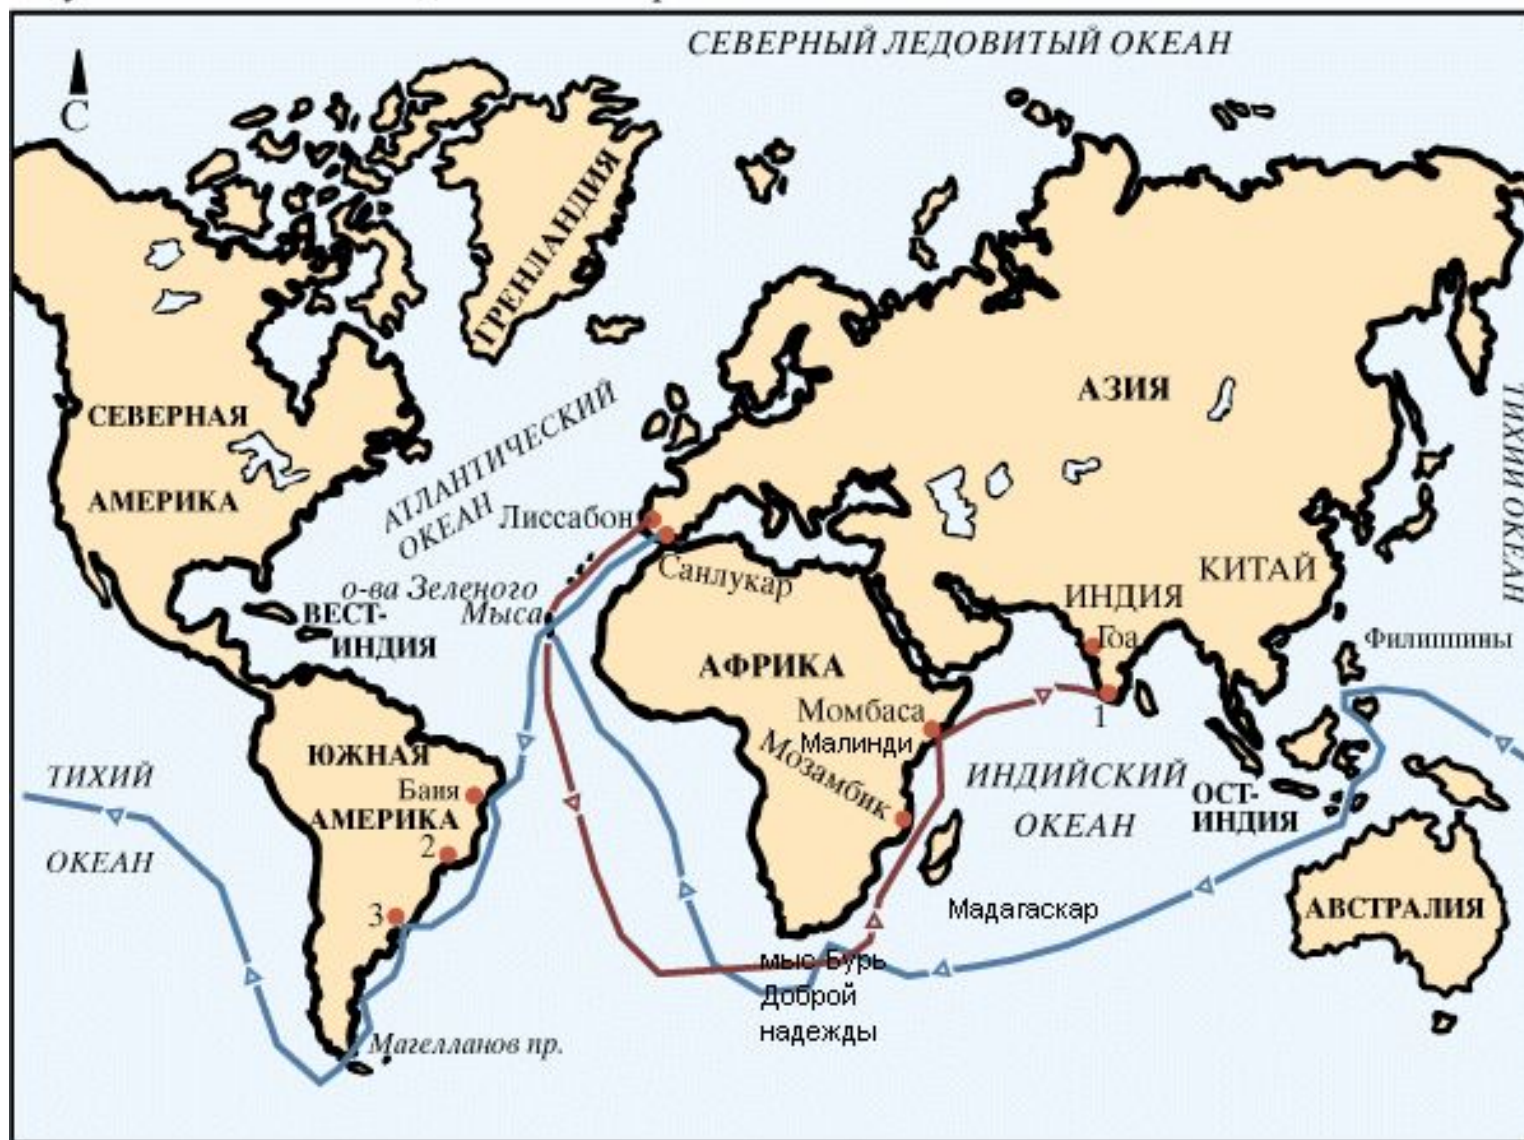 СЕВЕРНЫЙ ЛЕДОВИТЫЙ ОКЕАН
С
ГРЕНЛАНДИЯ
СЕВЕРНАЯ
АМЕРИКА
АТЛАНТИЧЕСКИЙ
ОКЕАН
АЗИЯ
ТИХИЙ ОКЕАН
Лиссабон
Санлукар
о-ва Зеленого
Мыса
ВЕСТ-
ИНДИЯ
КИТАЙ
ИНДИЯ
Гоа
Филиппины
АФРИКА
Момбаса
Малинди
Мозамбик
1
ИНДИЙСКИЙ
ОКЕАН
ОСТ-
ИНДИЯ
ЮЖНАЯ
Баия
АМЕРИКА
2
3
ТИХИЙ
ОКЕАН
Мадагаскар
АВСТРАЛИЯ
мыс Бурь
Доброй
надежды
Магелланов пр.